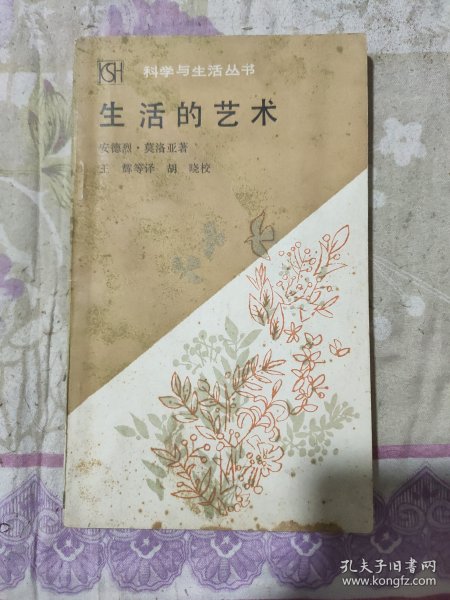 KSH 科学与生活丛书
生活的艺术
安德烈·莫洛亚著
王 辉等译 胡 晓校
孔夫子旧书网
www.kongfz.com